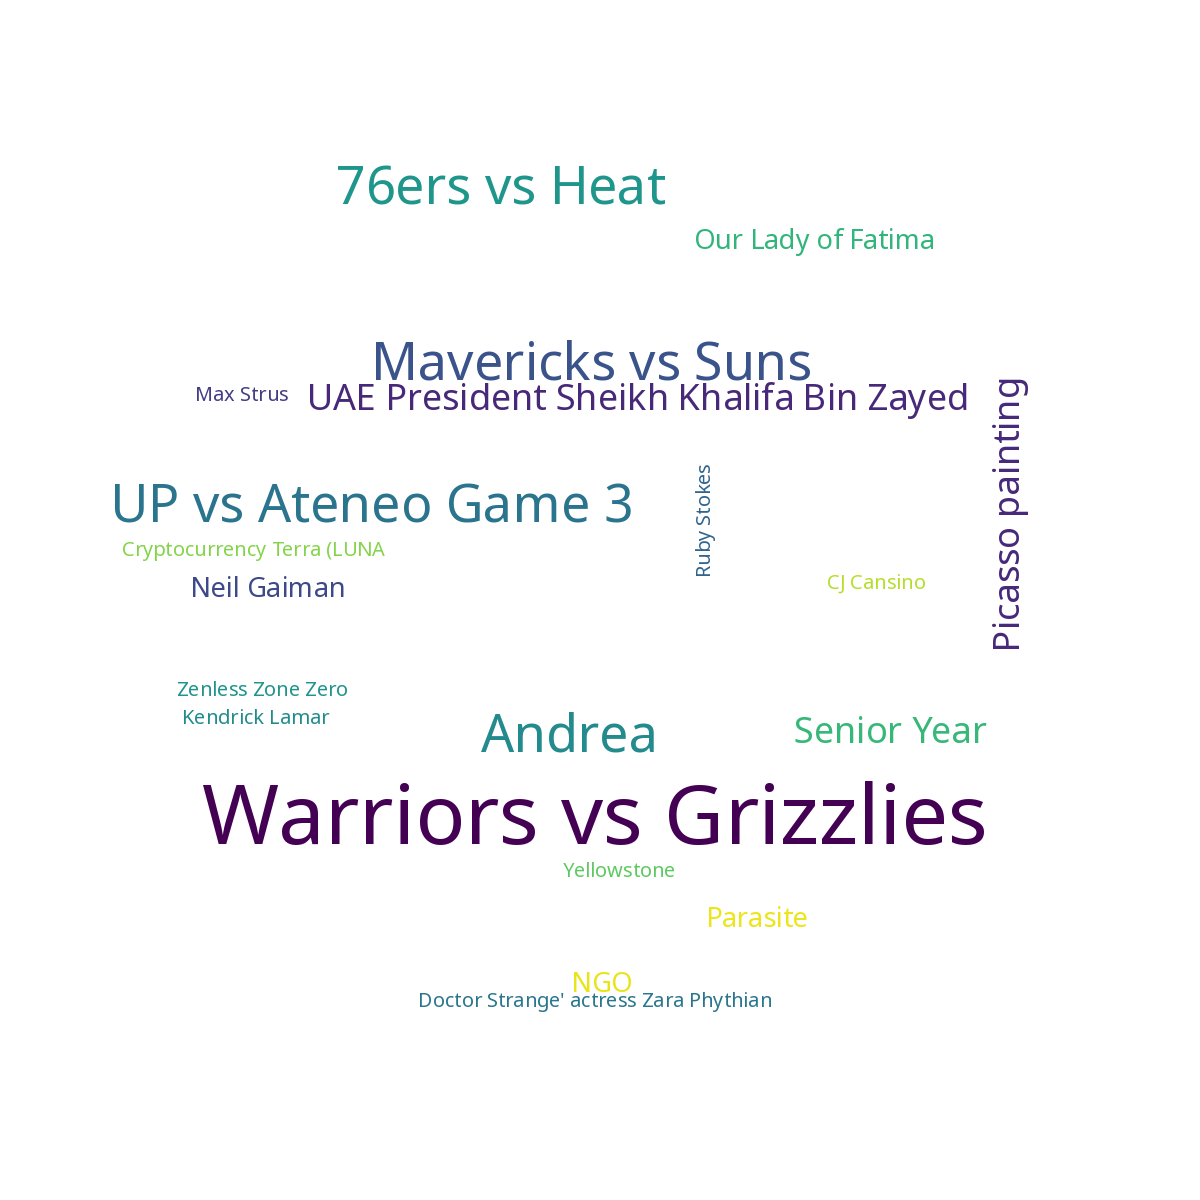 76ers vs Heat
Our Lady of Fatima
Mavericks vs Suns
Max Strus
UAE President Sheikh Khalifa Bin Zayed
Picasso painting
UP vs Ateneo Game 3
Ruby Stokes
Cryptocurrency Terra (LUNA
Neil Gaiman
CJ Cansino
Zenless Zone Zero
Kendrick Lamar
Andrea
Senior Year
Warriors vs Grizzlies
Yellowstone
Parasite
NGO
Doctor Strange' actress Zara Phythian